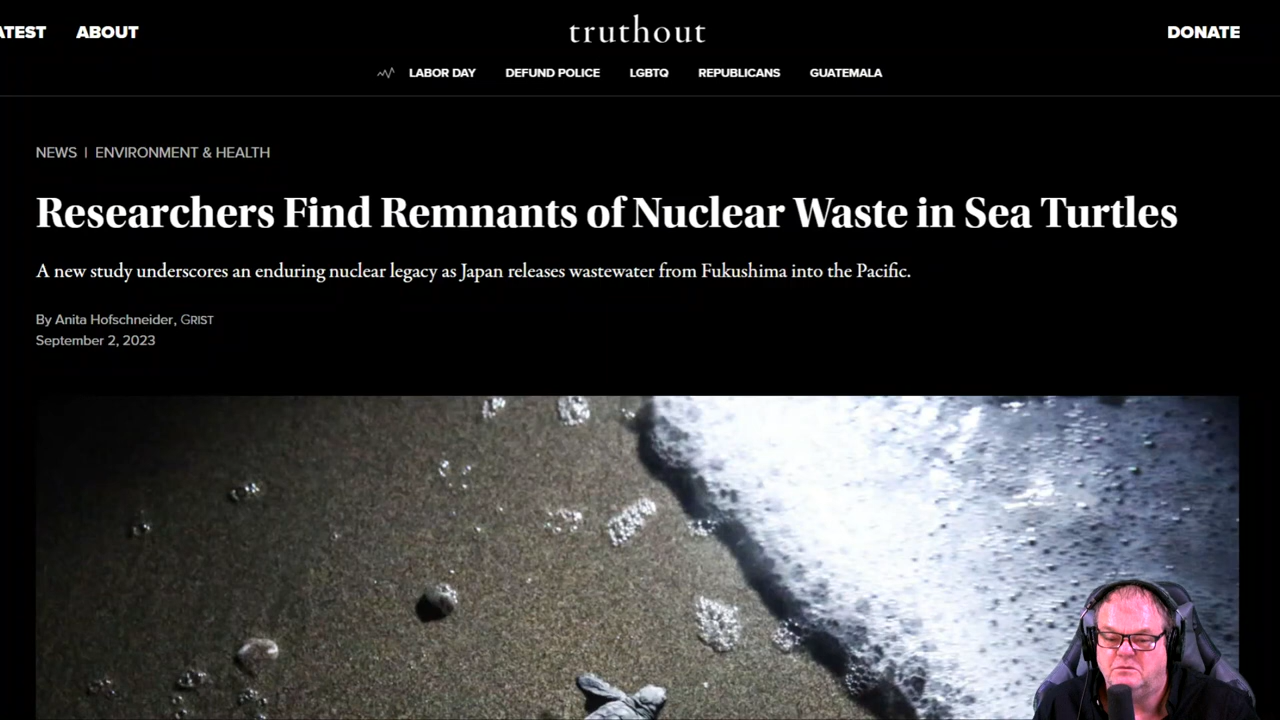 ATEST ABOUT truthout DONATE
LABOR DAY DEFUND POLICE LGBTQ REPUBLICANS GUATEMALA
NEWS | ENVIRONMENT & HEALTH
Researchers Find Remnants of Nuclear Waste in Sea Turtles
A new study underscores an enduring nuclear legacy as Japan releases wastewater from Fukushima into the Pacific.
By Anita Hofschneider, GRIST
September 2, 2023